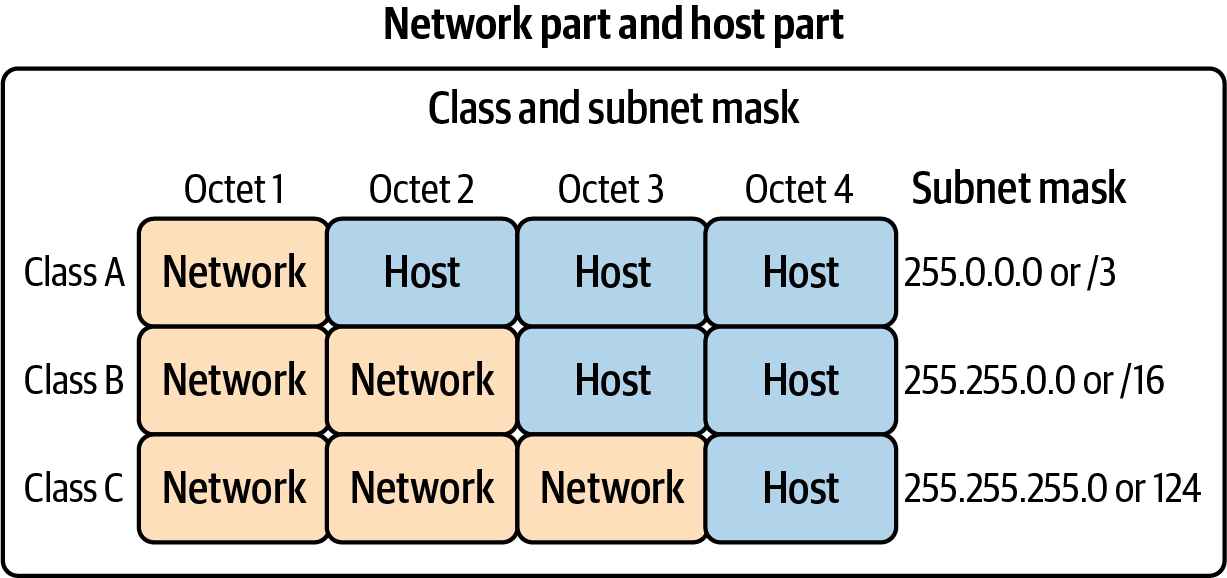 Network part and host part
Class and subnet mask
Octet 1 Octet 2 Octet 3 Octet 4 Subnet mask
Class A Network Host Host Host 255.0.0.0 or /3
Class B Network Network Host Host 255.255.0.0 or /16
Class C Network Network Network Host 255.255.255.0 or 124